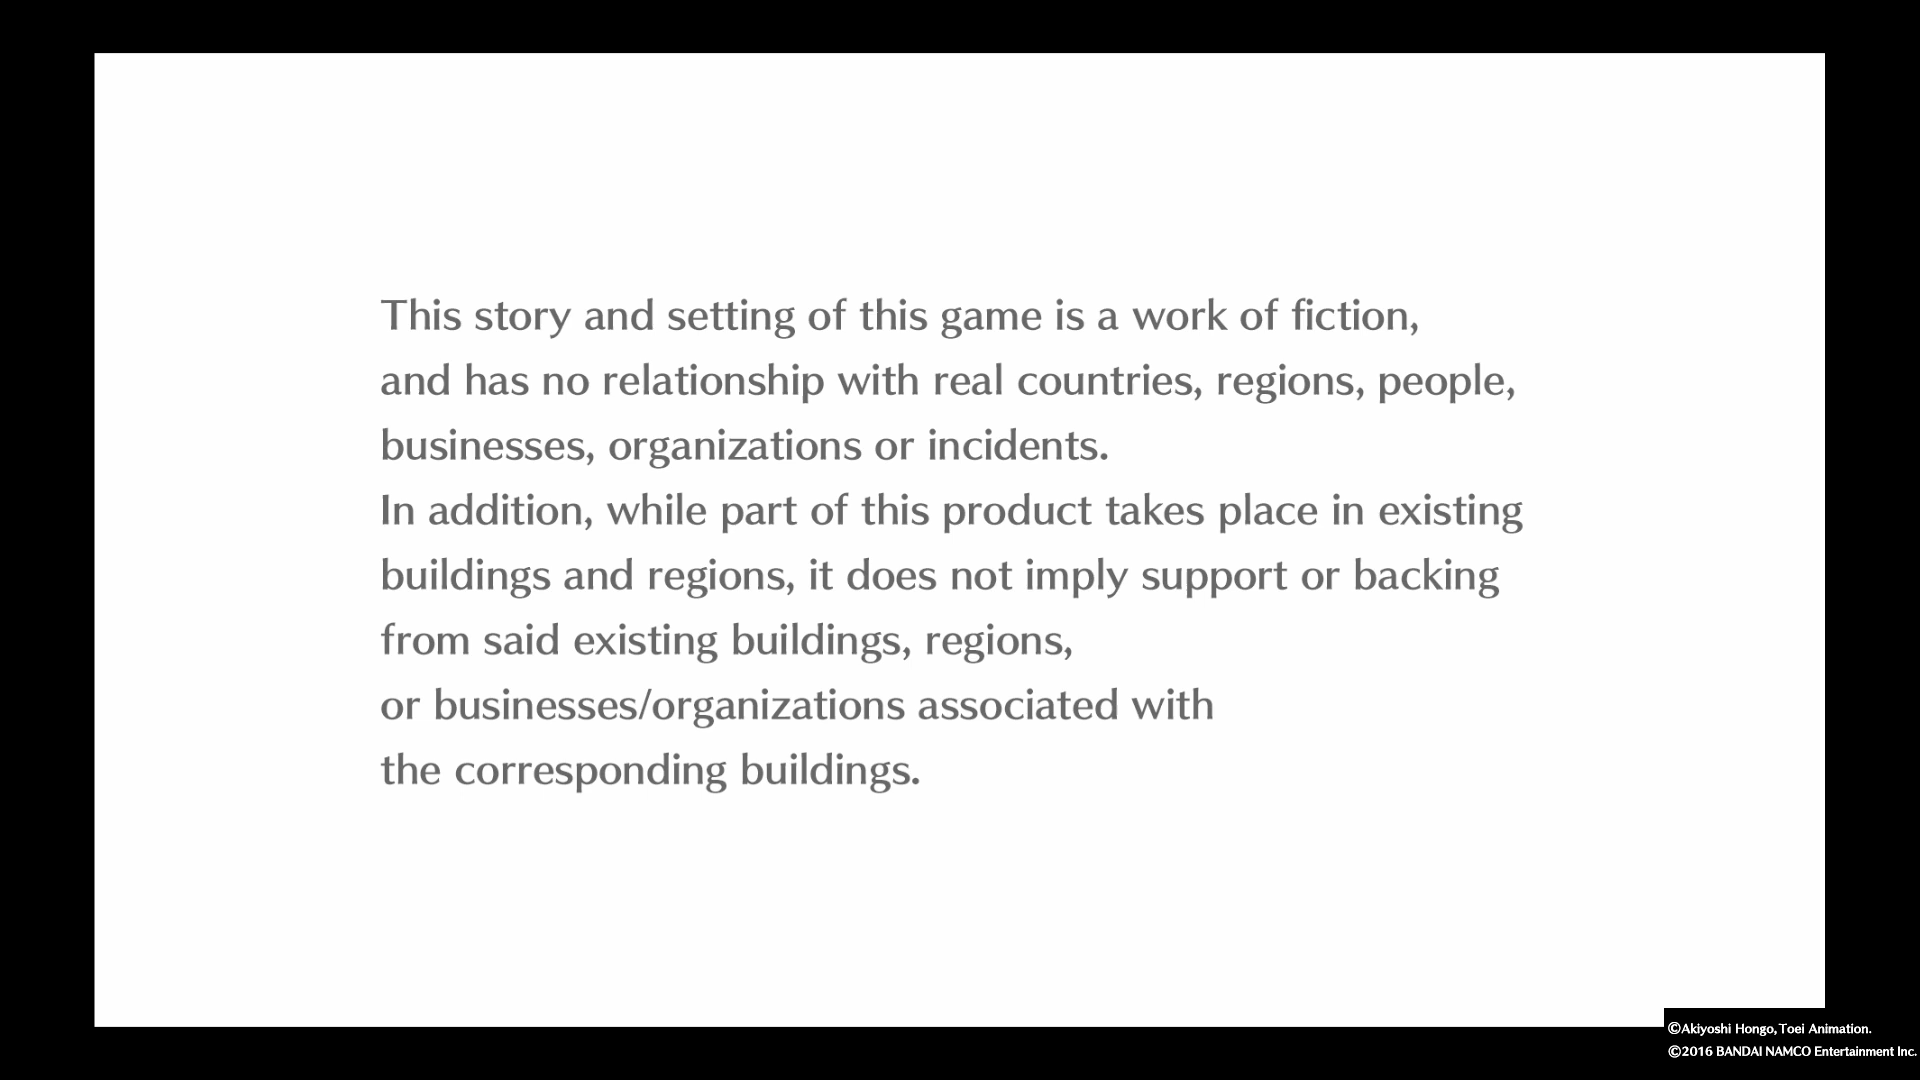 This story and setting of this game is a work of fiction,
and has no relationship with real countries, regions, people,
businesses, organizations or incidents.
In addition, while part of this product takes place in existing
buildings and regions, it does not imply support or backing
from said existing buildings, regions,
or businesses/organizations associated with
the corresponding buildings.
©Akiyoshi Hongo, Toei Animation.
©2016 BANDAI NAMCO Entertainment Inc.